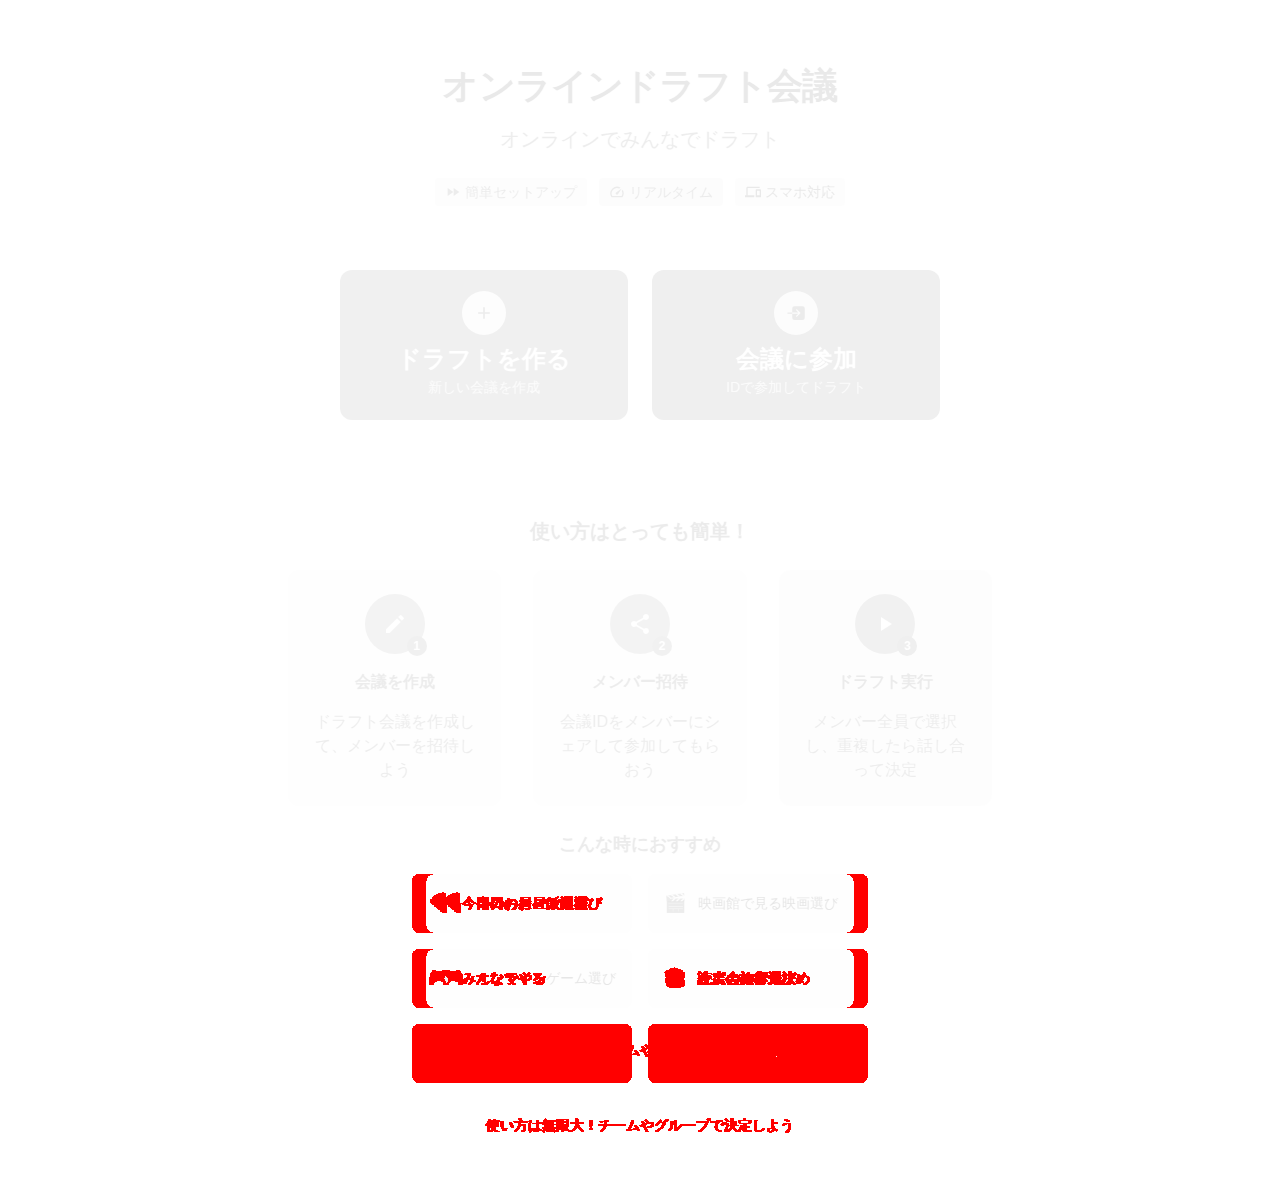 オンラインドラフト会議
オンラインでみんなでドラフト
簡単セットアップ
リアルタイム
スマホ対応
ドラフトを作る
新しい会議を作成
会議に参加
IDで参加してドラフト
使い方はとっても簡単！
1
会議を作成
ドラフト会議を作成し
て、メンバーを招待し
よう
2
メンバー招待
会議IDをメンバーにシ
ェアして参加してもら
おう
3
ドラフト実行
メンバー全員で選択
し、重複したら話し合
って決定
こんな時におすすめ
映画館で見る映画選び
みんなでやる
ゲーム選び
使い方は無限大！チームやグループで決定しよう